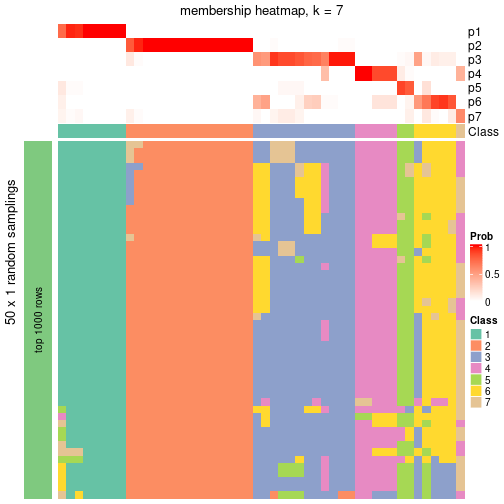 membership heatmap, k = 7
p1
p2
p3
p4
p5
p6
p7
Class
50 x 1 random samplings
top 1000 rows
Prob
1
0.5
0
Class
1
2
3
4
5
6
7